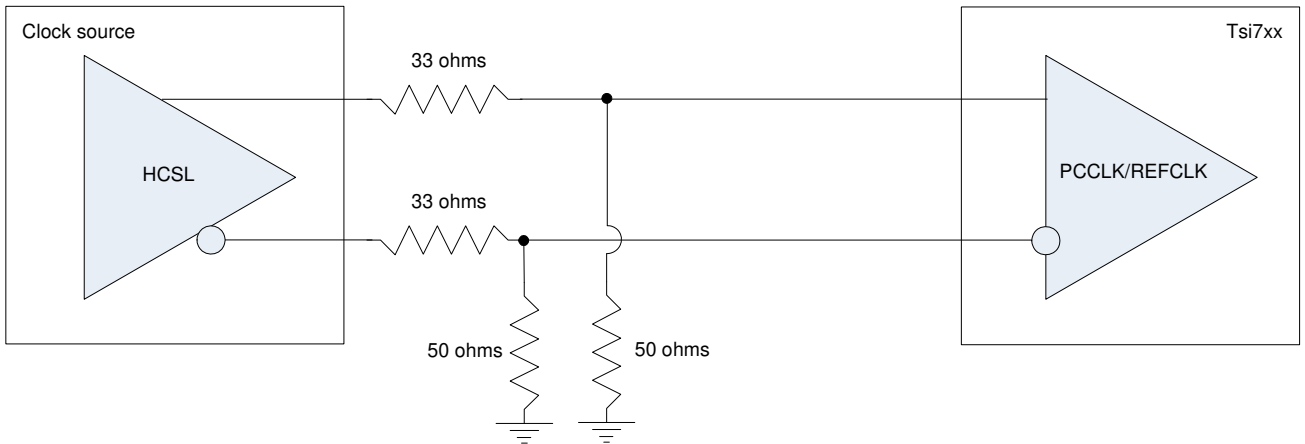 Clock source
Tsi7xx
33 ohms
HCSL
PCCLK/REFCLK
33 ohms
50 ohms
50 ohms